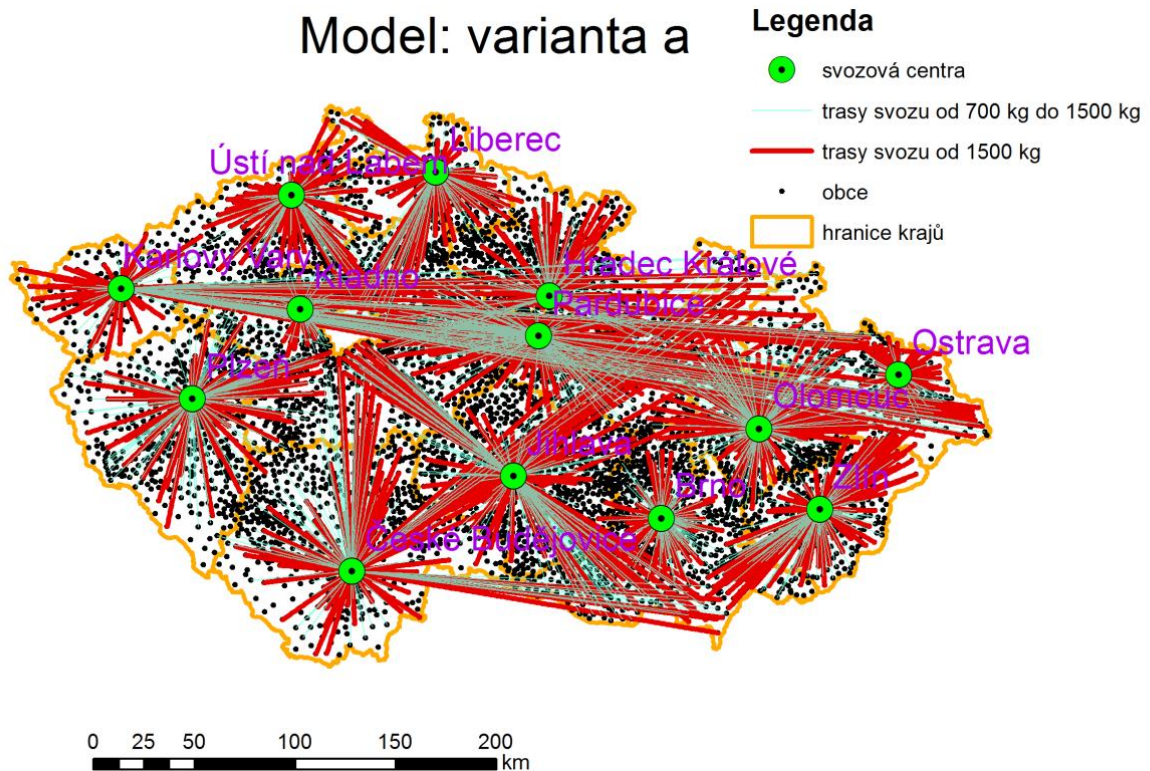 Model: varianta a
Legenda
svozová centra
trasy svozu od 700 kg do 1500 kg
trasy svozu od 1500 kg
obce
hranice krajů
Liberec
Ústí nad Labem
Karlovy Vary
Kladno
Hradec Králové
Pardubice
Ostrava
Plzeň
Olomouc
Jihlava
Brno
Zlín
České Budějovice
0 25 50 100 150 200
km